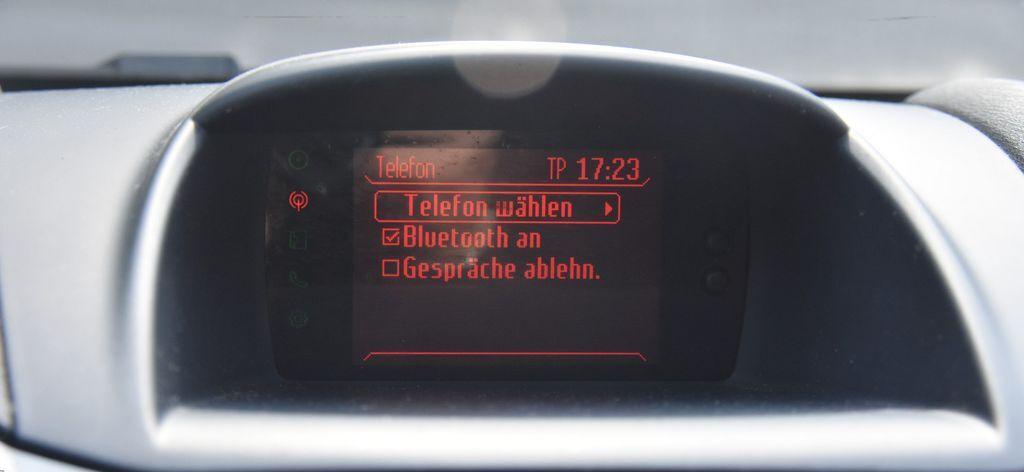 Telefon TP 17:23
Telefon wählen
Bluetooth an
Gespräche ablehn.